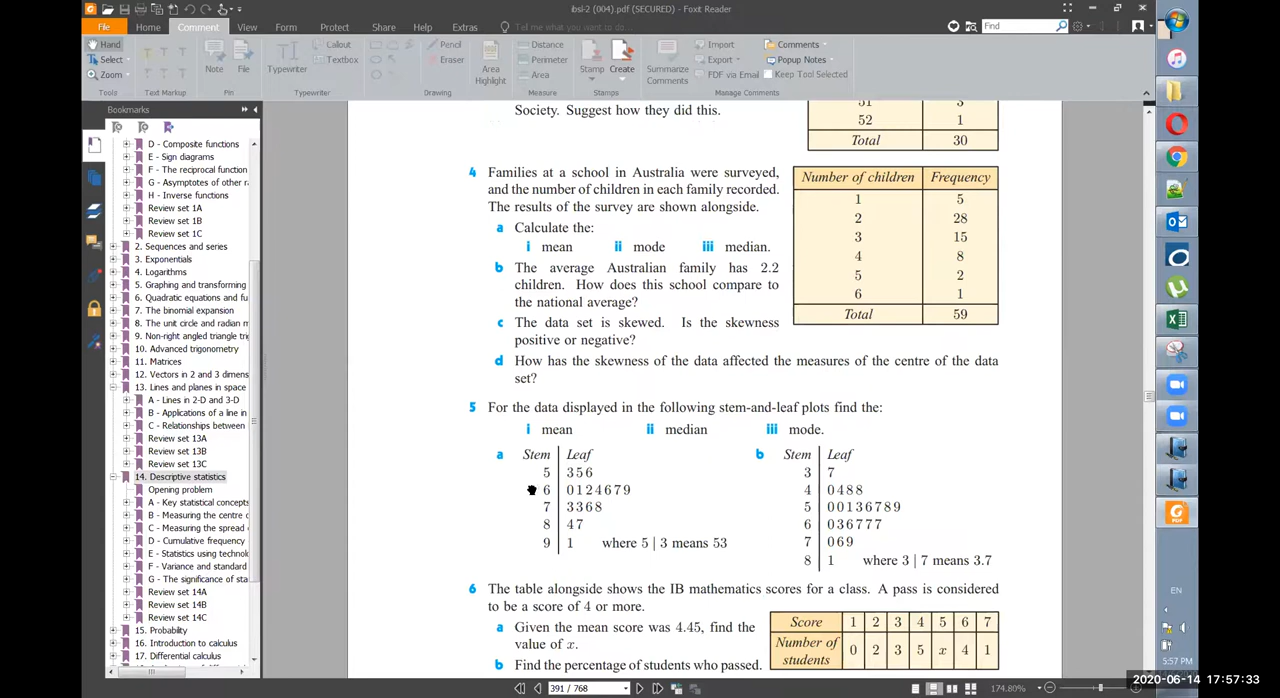 ibsl-2 (004).pdf (SECURED) - Foxit Reader
File Home Comment View Form Protect Share Help Extras Tell me what you want to do... Find
Hand
Select
Zoom
Tools
Text Markup
Note
File
Pin
Typewriter
Callout
Textbox
Typewriter
Pencil
Eraser
Drawing
Area
Highlight
Distance
Perimeter
Area
Measure
Stamp
Create
Stamps
Summarize
Comments
Import
Export
FDF via Email
Comments
Popup Notes
Keep Tool Selected
Manage Comments
Bookmarks
D - Composite functions
E - Sign diagrams
F - The reciprocal function
G - Asymptotes of other r
H - Inverse functions
Review set 1A
Review set 1B
Review set 1C
2. Sequences and series
3. Exponentials
4. Logarithms
5. Graphing and transforming
6. Quadratic equations and fu
7. The binomial expansion
8. The unit circle and radian m
9. Non-right angled triangle tri
10. Advanced trigonometry
11. Matrices
12. Vectors in 2 and 3 dimens
13. Lines and planes in space
A - Lines in 2-D and 3-D
B - Applications of a line in
C - Relationships between
Review set 13A
Review set 13B
Review set 13C
14. Descriptive statistics
Opening problem
A - Key statistical concepts
B - Measuring the centre o
C - Measuring the spread
D - Cumulative frequency
E - Statistics using technolo
F - Variance and standard
G - The significance of sta
Review set 14A
Review set 14B
Review set 14C
15. Probability
16. Introduction to calculus
17. Differential calculus
Society. Suggest how they did this.
51 3
52 1
Total 30
4 Families at a school in Australia were surveyed,
and the number of children in each family recorded.
The results of the survey are shown alongside.
a Calculate the:
i mean ii mode iii median.
b The average Australian family has 2.2
children. How does this school compare to
the national average?
c The data set is skewed. Is the skewness
positive or negative?
d How has the skewness of the data affected the measures of the centre of the data
set?
Number of children Frequency
1 5
2 28
3 15
4 8
5 2
6 1
Total 59
5 For the data displayed in the following stem-and-leaf plots find the:
i mean ii median iii mode.
a Stem Leaf
5 3 5 6
6 0 1 2 4 6 7 9
7 3 3 6 8
8 4 7
9 1 where 5 | 3 means 53
b Stem Leaf
3 7
4 0 4 8 8
5 0 0 1 3 6 7 8 9
6 0 3 6 7 7 7
7 0 6 9
8 1 where 3 | 7 means 3.7
6 The table alongside shows the IB mathematics scores for a class. A pass is considered
to be a score of 4 or more.
a Given the mean score was 4.45, find the
value of x.
b Find the percentage of students who passed.
Score 1 2 3 4 5 6 7
Number of
students 0 2 3 5 x 4 1
391 / 768
174.80%
EN
5:57 PM
2020-06-14 17:57:33